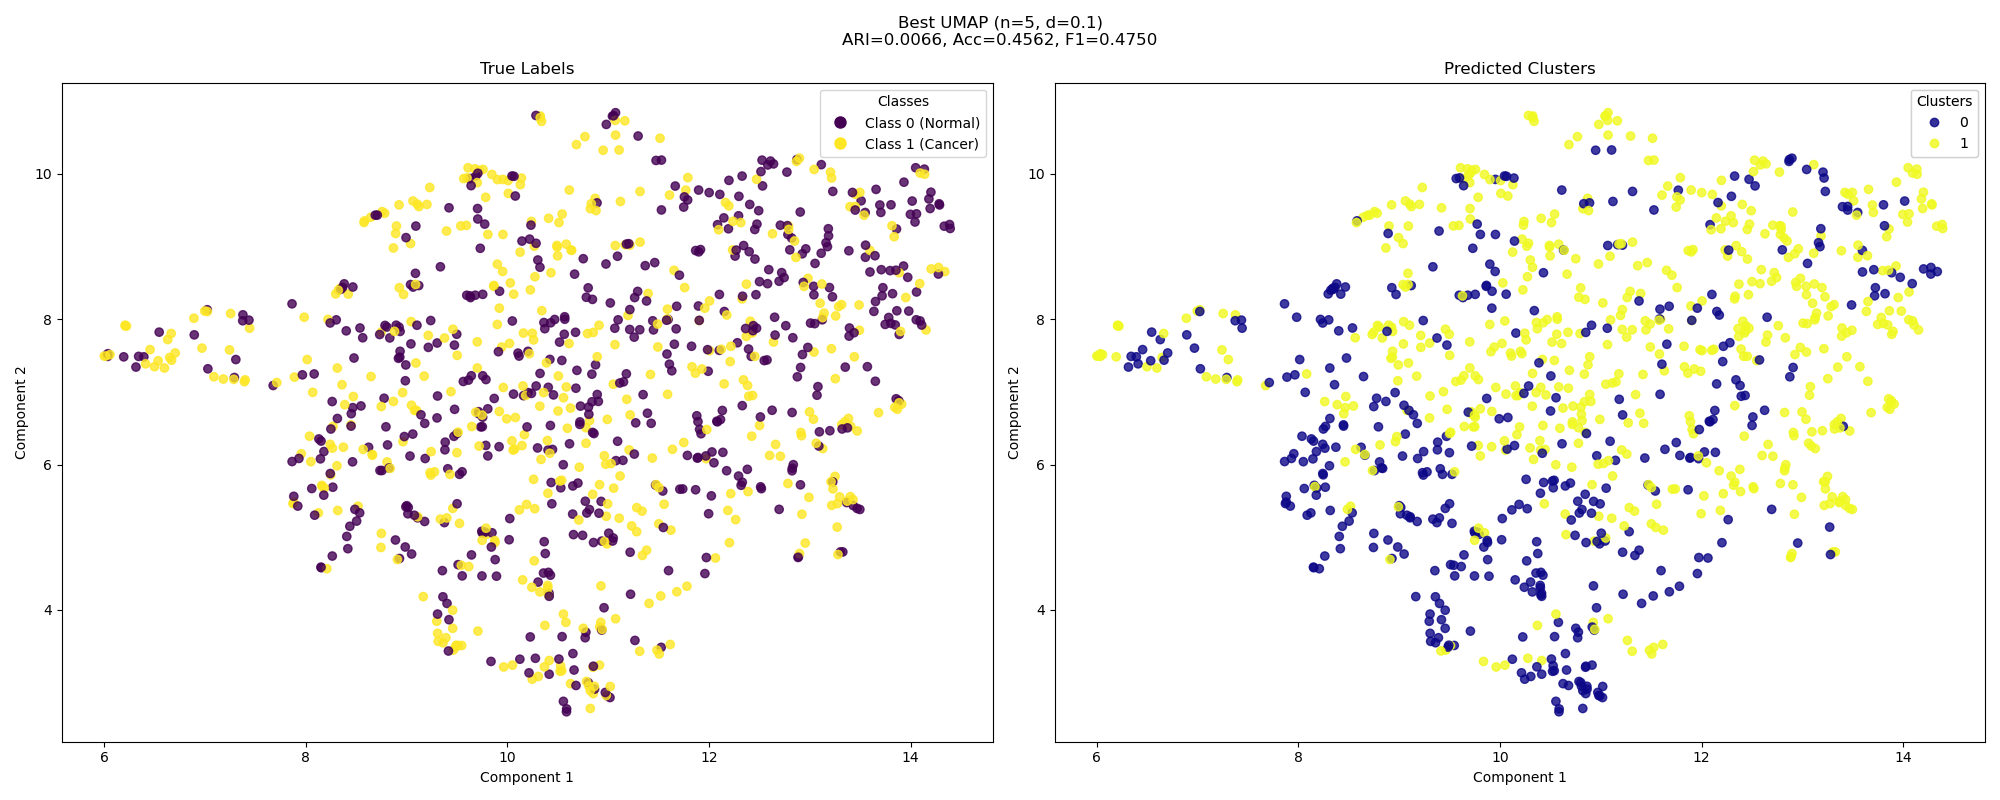 Best UMAP (n=5, d=0.1)
ARI=0.0066, Acc=0.4562, F1=0.4750
True Labels
Classes
Class 0 (Normal)
Class 1 (Cancer)
10
8
6
4
Component 2
6
8
10
12
14
Component 1
Predicted Clusters
Clusters
0
1
10
8
6
4
Component 2
6
8
10
12
14
Component 1